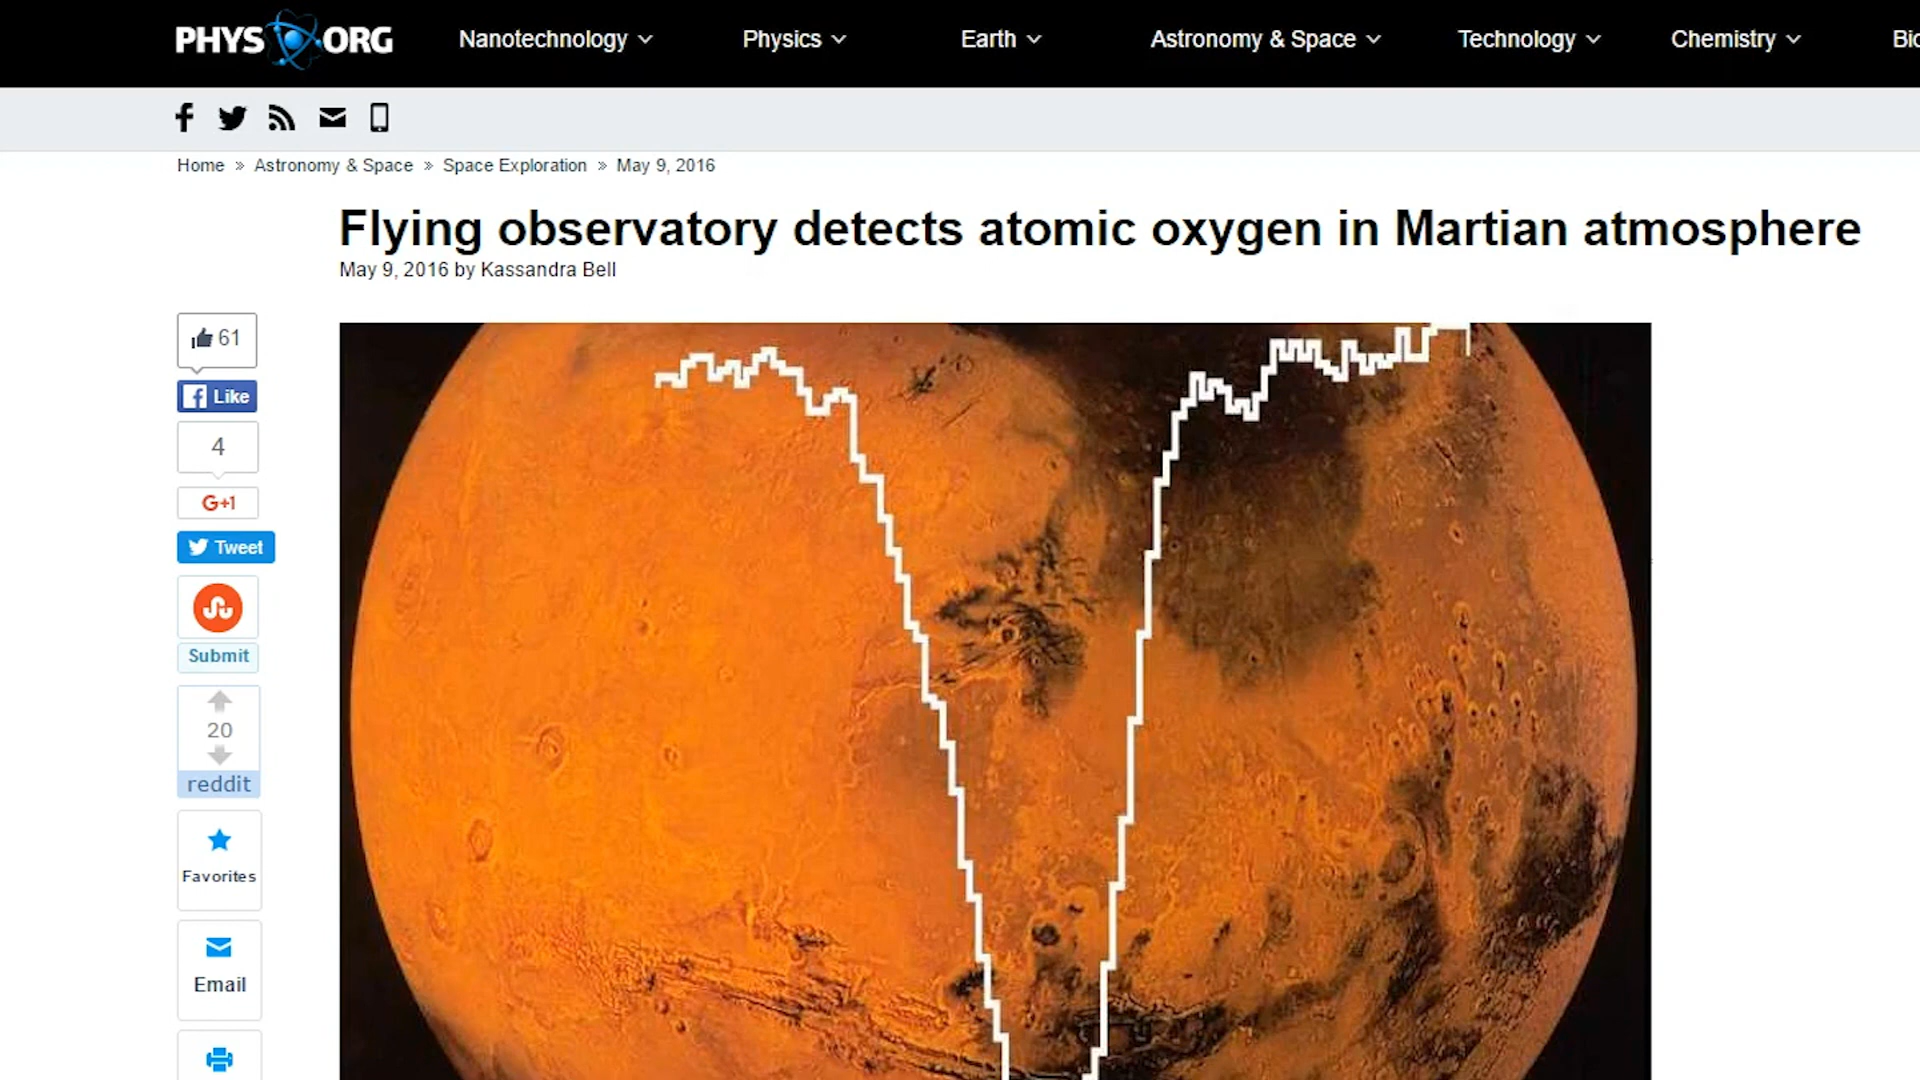 PHYS ORG
Nanotechnology Physics Earth Astronomy & Space Technology Chemistry
Home » Astronomy & Space » Space Exploration » May 9, 2016
Flying observatory detects atomic oxygen in Martian atmosphere
May 9, 2016 by Kassandra Bell
61
Like
4
G+1
Tweet
Submit
20
reddit
Favorites
Email